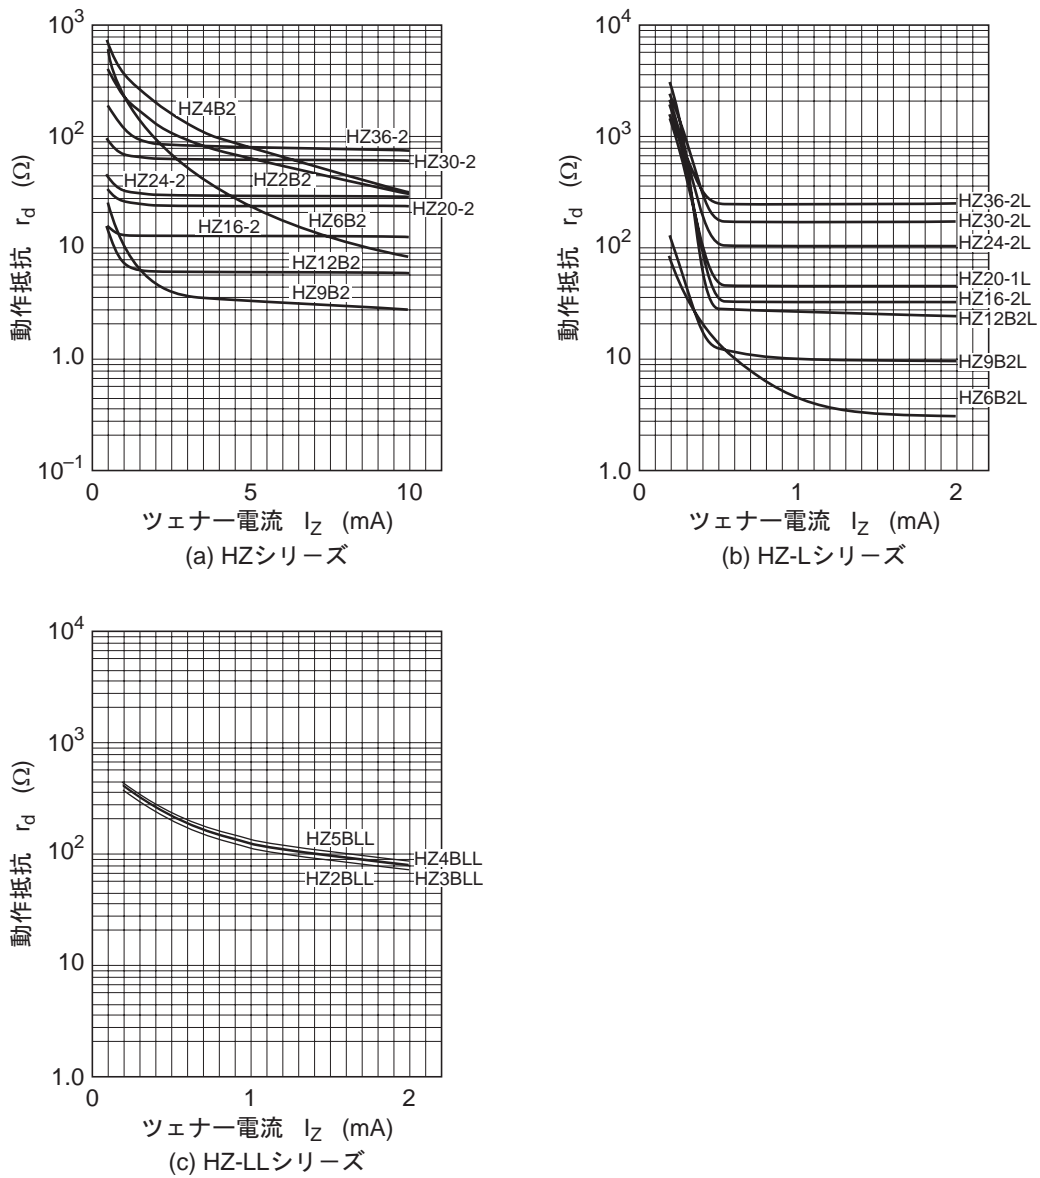 10³
10²
10
1.0
10⁻¹
動作抵抗 r_d (Ω)
HZ4B2
HZ36-2
HZ30-2
HZ24-2
HZ2B2
HZ20-2
HZ6B2
HZ16-2
HZ12B2
HZ9B2
0 5 10
ツェナー電流 I_Z (mA)
(a) HZシリーズ
10⁴
10³
10²
10
1.0
動作抵抗 r_d (Ω)
HZ36-2L
HZ30-2L
HZ24-2L
HZ20-1L
HZ16-2L
HZ12B2L
HZ9B2L
HZ6B2L
0 1 2
ツェナー電流 I_Z (mA)
(b) HZ-Lシリーズ
10⁴
10³
10²
10
1.0
動作抵抗 r_d (Ω)
HZ5BLL
HZ4BLL
HZ2BLL
HZ3BLL
0 1 2
ツェナー電流 I_Z (mA)
(c) HZ-LLシリーズ